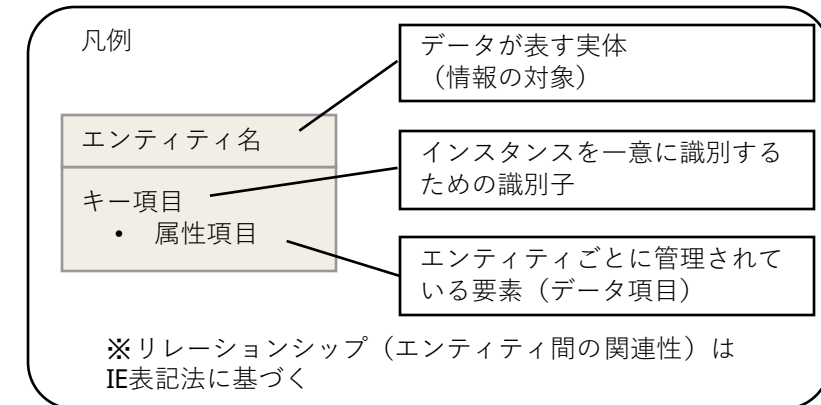 凡例
データが表す実体
（情報の対象）
エンティティ名
インスタンスを一意に識別する
ための識別子
キー項目
• 属性項目
エンティティごとに管理されて
いる要素（データ項目）
※リレーションシップ（エンティティ間の関連性）は
IE表記法に基づく